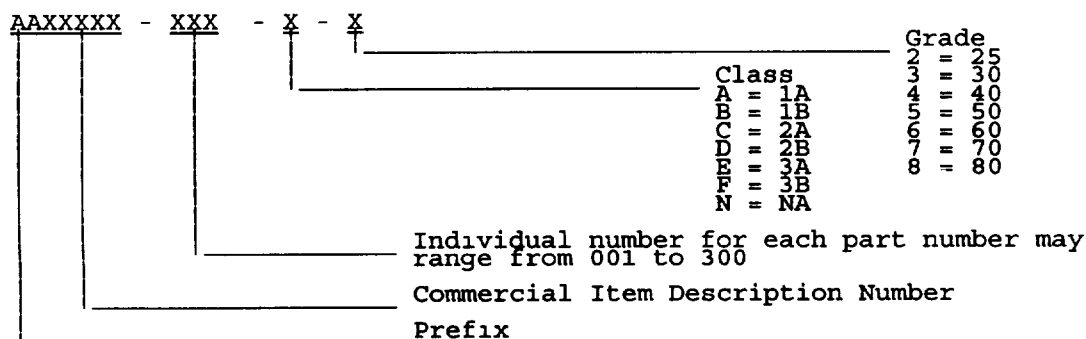 AAXXXXX - XXX - X - X
Grade
2 = 25
3 = 30
4 = 40
5 = 50
6 = 60
7 = 70
8 = 80
Class
A = 1A
B = 1B
C = 2A
D = 2B
E = 3A
F = 3B
N = NA
Individual number for each part number may
range from 001 to 300
Commercial Item Description Number
Prefix